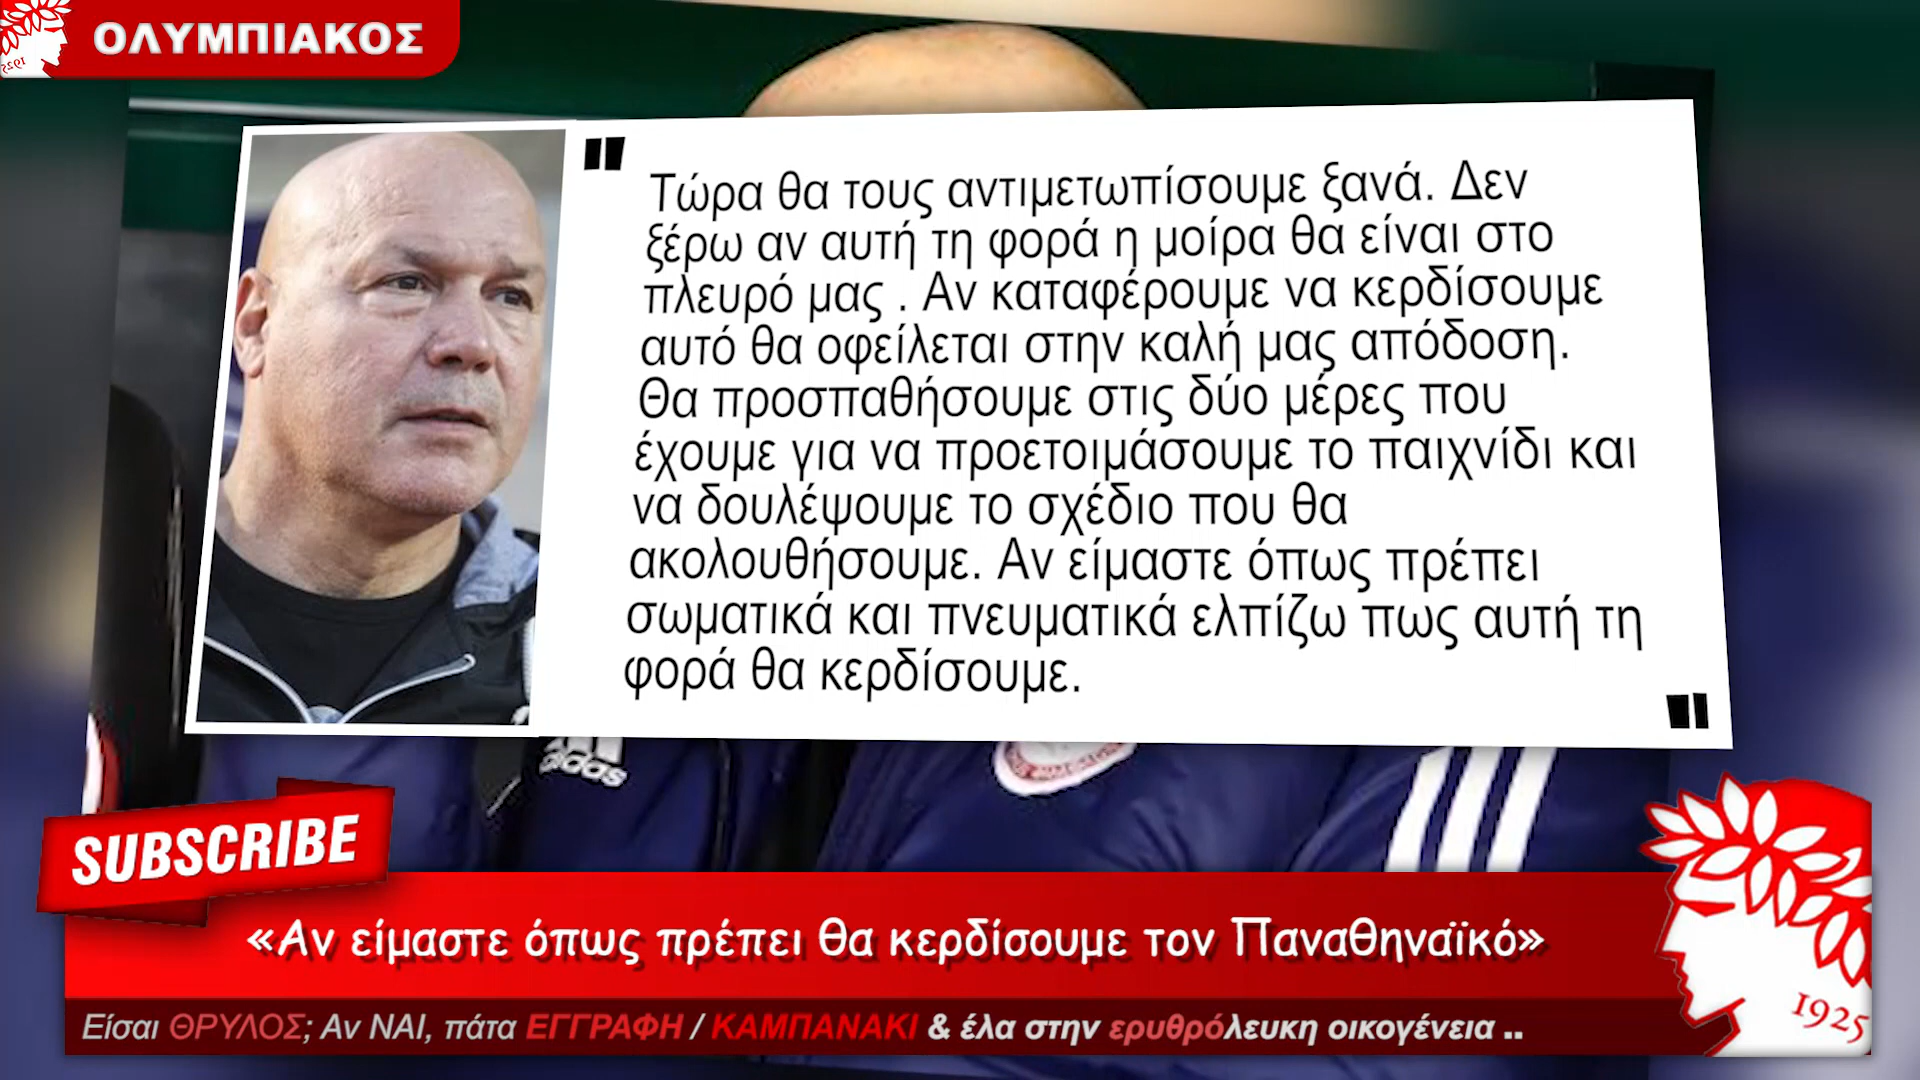 ΟΛΥΜΠΙΑΚΟΣ
1925
"
Τώρα θα τους αντιμετωπίσουμε ξανά. Δεν
ξέρω αν αυτή τη φορά η μοίρα θα είναι στο
πλευρό μας . Αν καταφέρουμε να κερδίσουμε
αυτό θα οφείλεται στην καλή μας απόδοση.
Θα προσπαθήσουμε στις δύο μέρες που
έχουμε για να προετοιμάσουμε το παιχνίδι και
να δουλέψουμε το σχέδιο που θα
ακολουθήσουμε. Αν είμαστε όπως πρέπει
σωματικά και πνευματικά ελπίζω πως αυτή τη
φορά θα κερδίσουμε.
"
adidas
SUBSCRIBE
«Αν είμαστε όπως πρέπει θα κερδίσουμε τον Παναθηναϊκό»
Είσαι ΘΡΥΛΟΣ; Αν ΝΑΙ, πάτα ΕΓΓΡΑΦΗ / ΚΑΜΠΑΝΑΚΙ & έλα στην ερυθρόλευκη οικογένεια ..
1925